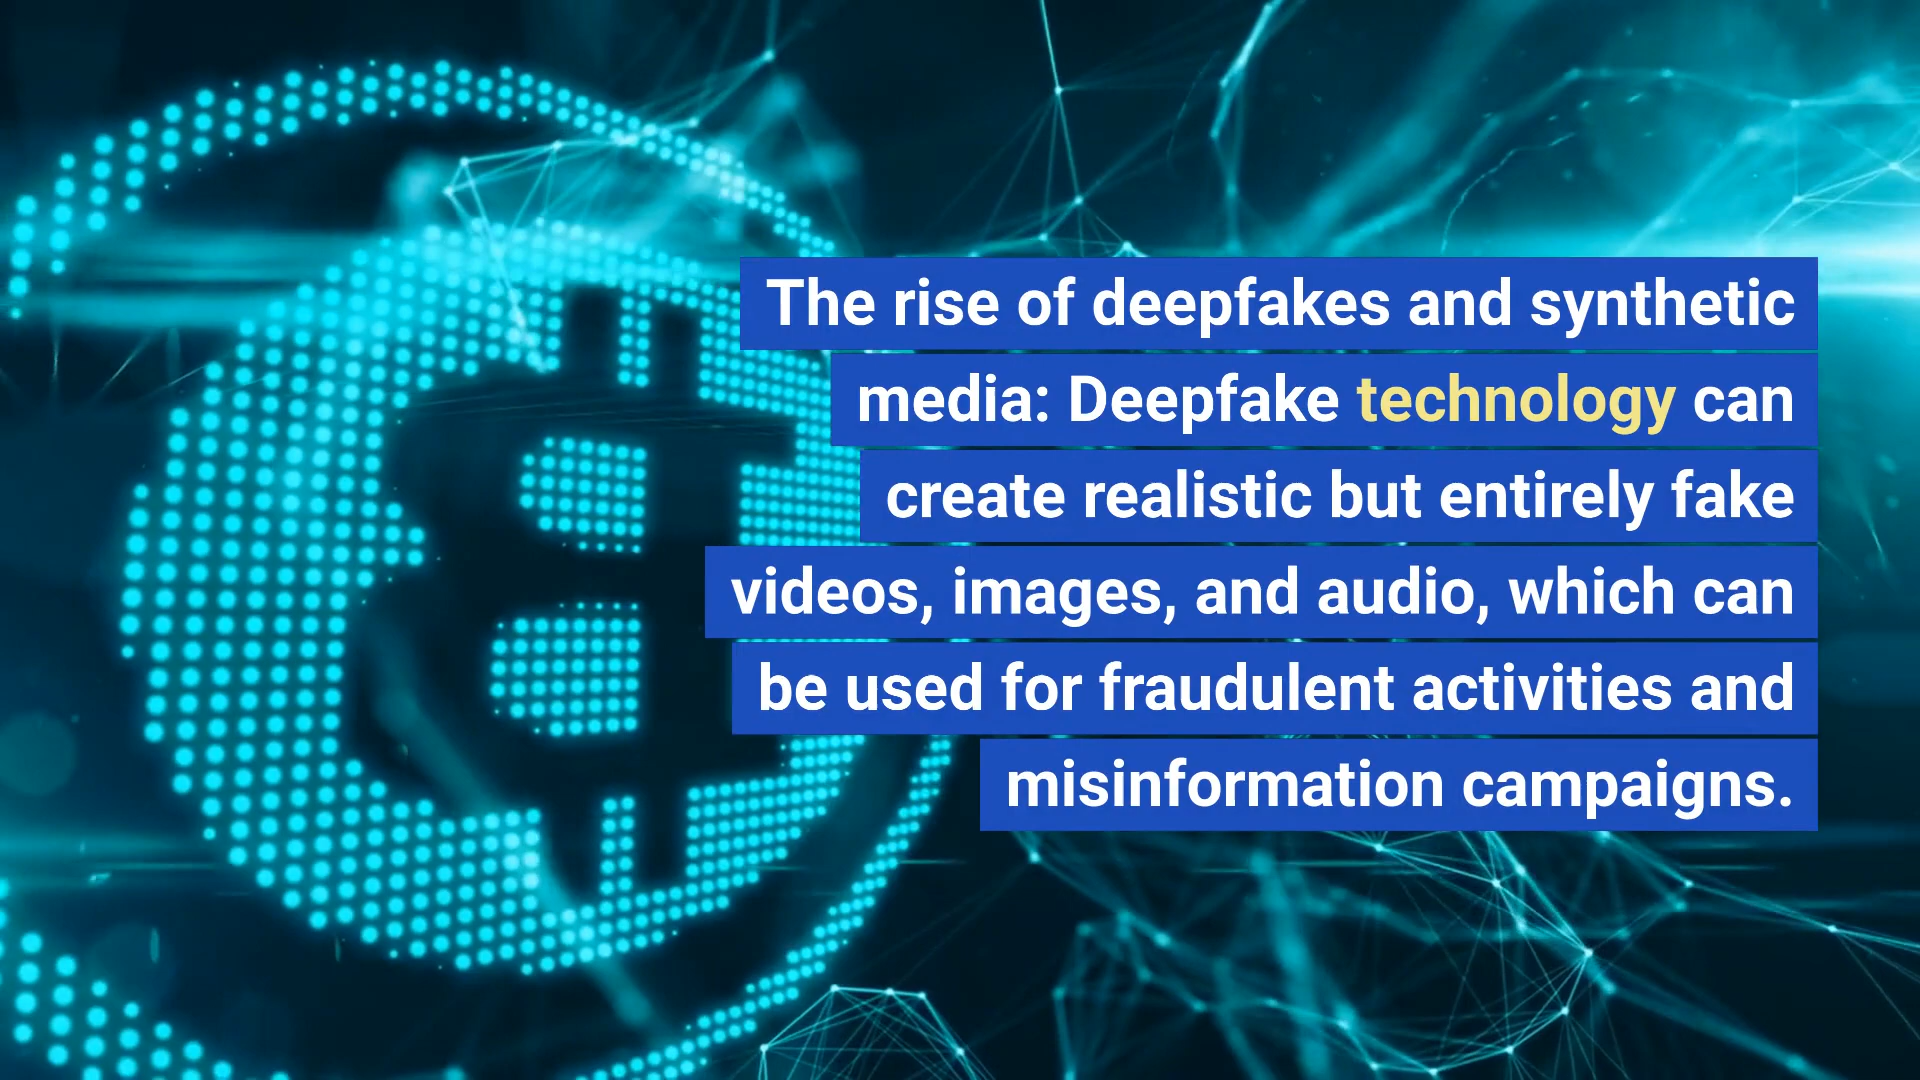 The rise of deepfakes and synthetic
media: Deepfake technology can
create realistic but entirely fake
videos, images, and audio, which can
be used for fraudulent activities and
misinformation campaigns.